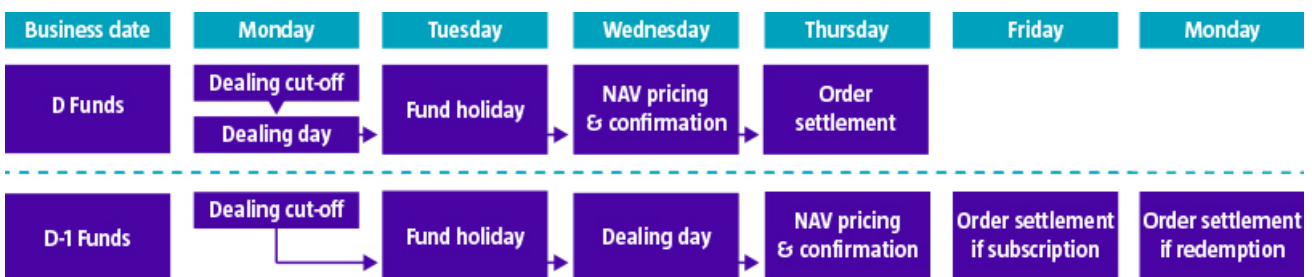 Business date
Monday
Tuesday
Wednesday
Thursday
Friday
Monday
D Funds
Dealing cut-off
Dealing day
Fund holiday
NAV pricing
& confirmation
Order
settlement
D-1 Funds
Dealing cut-off
Fund holiday
Dealing day
NAV pricing
& confirmation
Order settlement
if subscription
Order settlement
if redemption